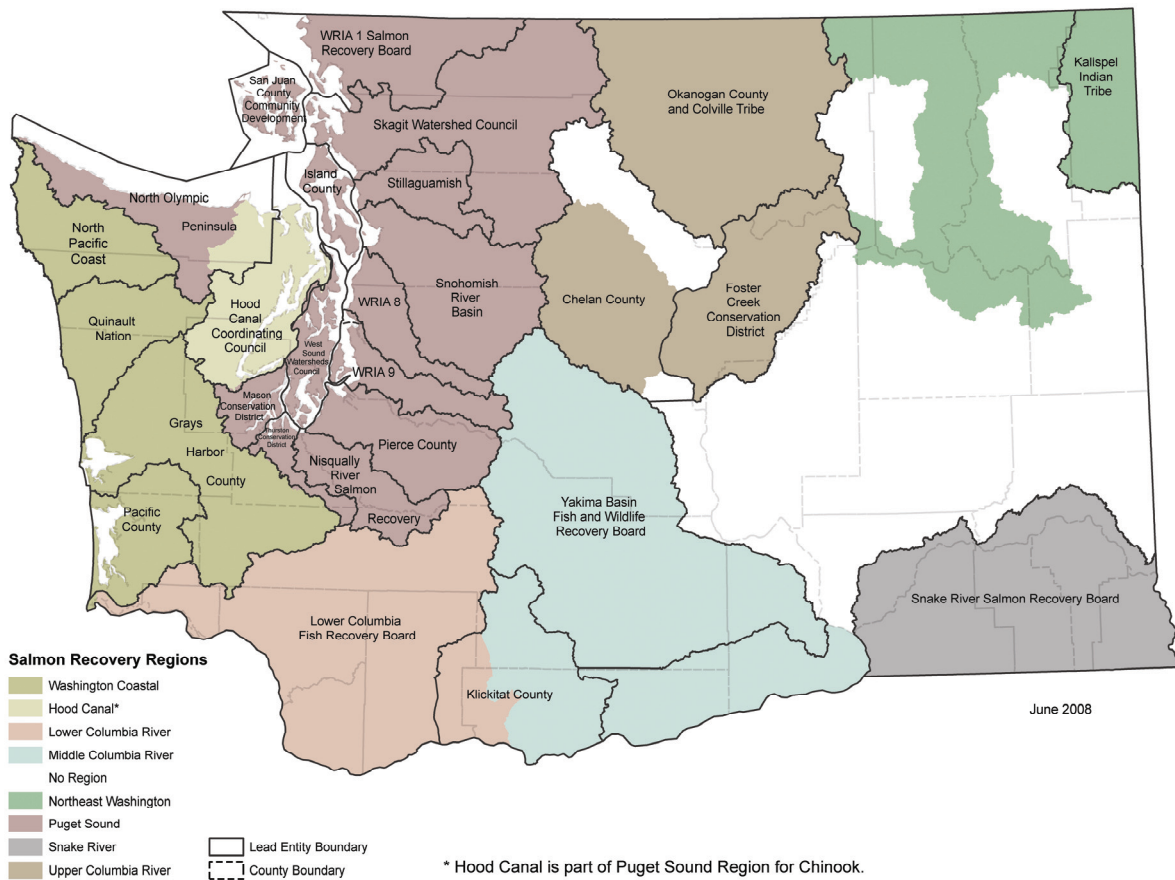 WRIA 1 Salmon
Recovery Board
San Juan
County
Community
Development
Skagit Watershed Council
Okanogan County
and Colville Tribe
Kalispel
Indian
Tribe
Island
County
Stillaguamish
North Olympic
Peninsula
North
Pacific
Coast
Snohomish
River
Basin
WRIA 8
Chelan County
Foster
Creek
Conservation
District
Hood
Canal
Coordinating
Council
Quinault
Nation
West
Sound
Watersheds
Council
WRIA 9
Mason
Conservation
District
Thurston
Conservation
District
Grays
Harbor
County
Pierce County
Nisqually
River
Salmon
Recovery
Pacific
County
Yakima Basin
Fish and Wildlife
Recovery Board
Snake River Salmon Recovery Board
Lower Columbia
Fish Recovery Board
Klickitat County
June 2008
Salmon Recovery Regions
Washington Coastal
Hood Canal*
Lower Columbia River
Middle Columbia River
No Region
Northeast Washington
Puget Sound
Snake River
Upper Columbia River
Lead Entity Boundary
County Boundary
* Hood Canal is part of Puget Sound Region for Chinook.